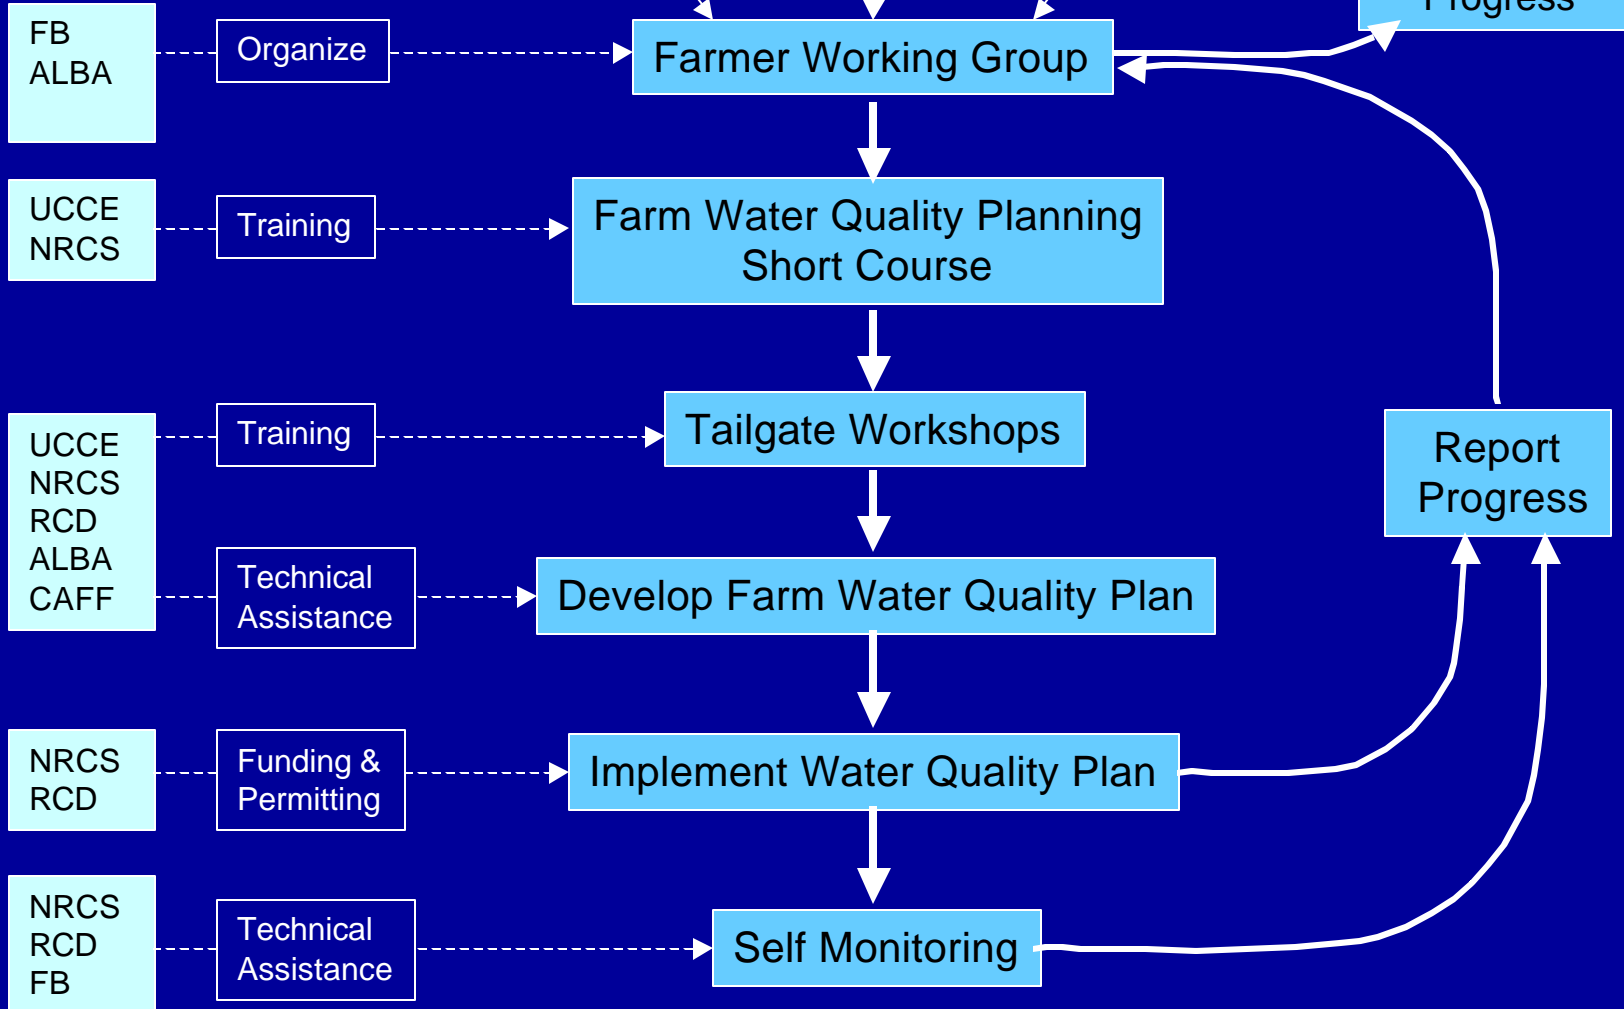 Progress
FB
ALBA
Organize
Farmer Working Group
UCCE
NRCS
Training
Farm Water Quality Planning
Short Course
UCCE
NRCS
RCD
ALBA
CAFF
Training
Tailgate Workshops
Technical
Assistance
Develop Farm Water Quality Plan
Report
Progress
NRCS
RCD
Funding &
Permitting
Implement Water Quality Plan
NRCS
RCD
FB
Technical
Assistance
Self Monitoring